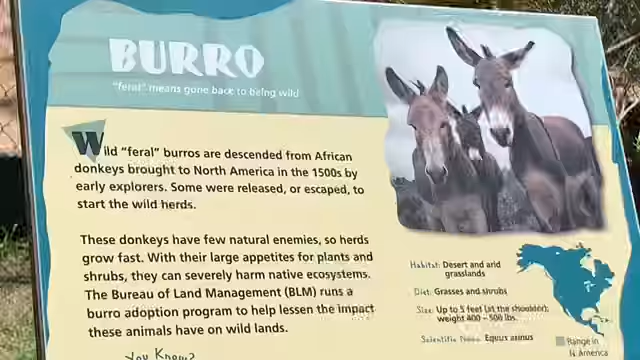 BURRO
"feral" means gone back to being wild
Wild "feral" burros are descended from African
donkeys brought to North America in the 1500s by
early explorers. Some were released, or escaped, to
start the wild herds.
These donkeys have few natural enemies, so herds
grow fast. With their large appetites for plants and
shrubs, they can severely harm native ecosystems.
The Bureau of Land Management (BLM) runs a
burro adoption program to help lessen the impact
these animals have on wild lands.
You Know?
Habitat: Desert and arid
grasslands
Diet: Grasses and shrubs
Size: Up to 5 feet (at the shoulder);
weight 400 - 500 lbs.
Scientific Name: Equus asinus
Range in
N. America